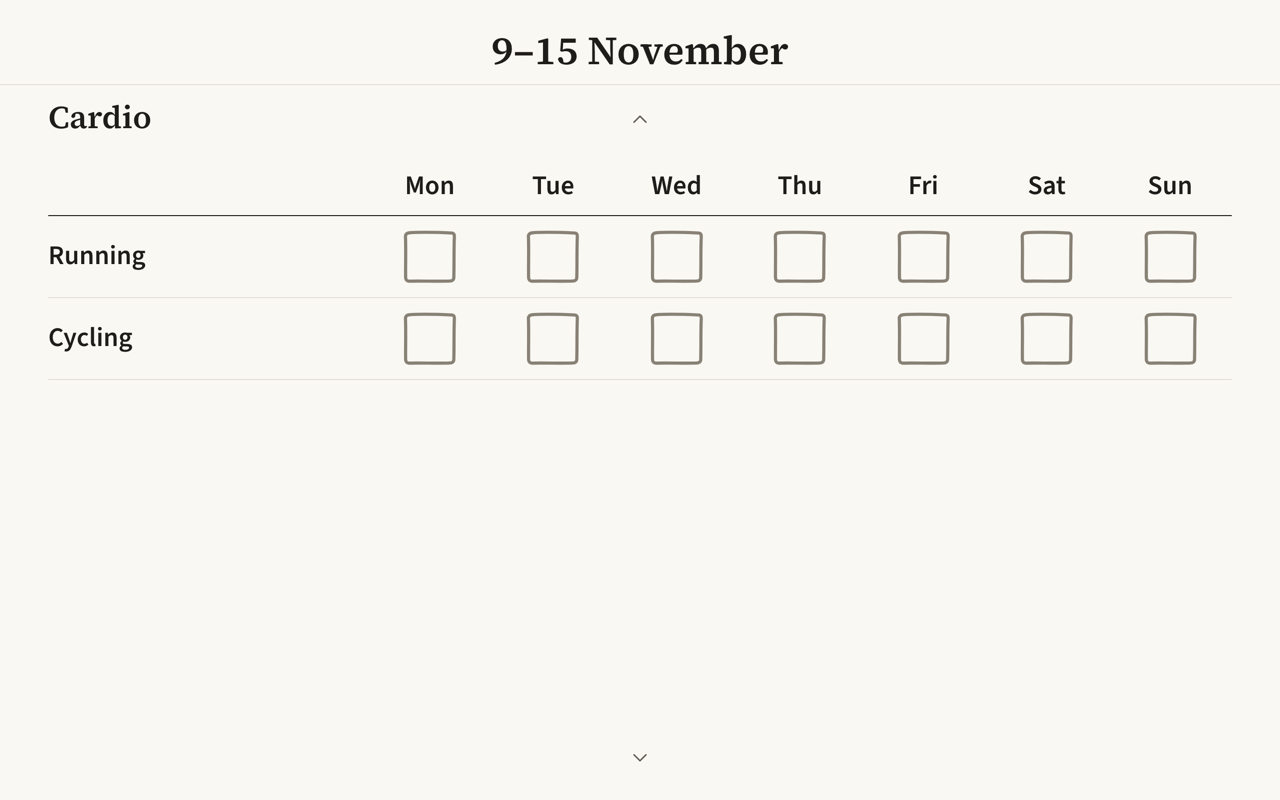 9–15 November
Cardio
Mon Tue Wed Thu Fri Sat Sun
Running
Cycling